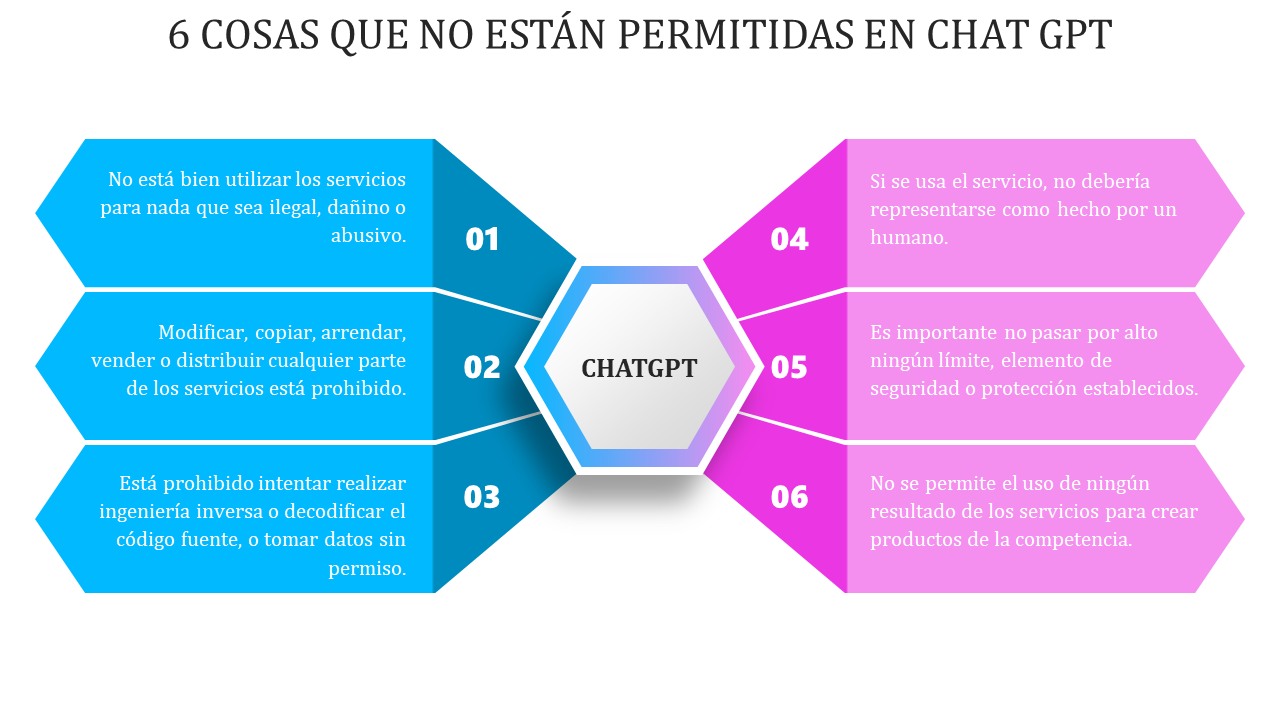 6 COSAS QUE NO ESTÁN PERMITIDAS EN CHAT GPT
No está bien utilizar los servicios
para nada que sea ilegal, dañino o
abusivo.
01
Modificar, copiar, arrendar,
vender o distribuir cualquier parte
de los servicios está prohibido.
02
Está prohibido intentar realizar
ingeniería inversa o decodificar el
código fuente, o tomar datos sin
permiso.
03
CHATGPT
04
Si se usa el servicio, no debería
representarse como hecho por un
humano.
05
Es importante no pasar por alto
ningún límite, elemento de
seguridad o protección establecidos.
06
No se permite el uso de ningún
resultado de los servicios para crear
productos de la competencia.